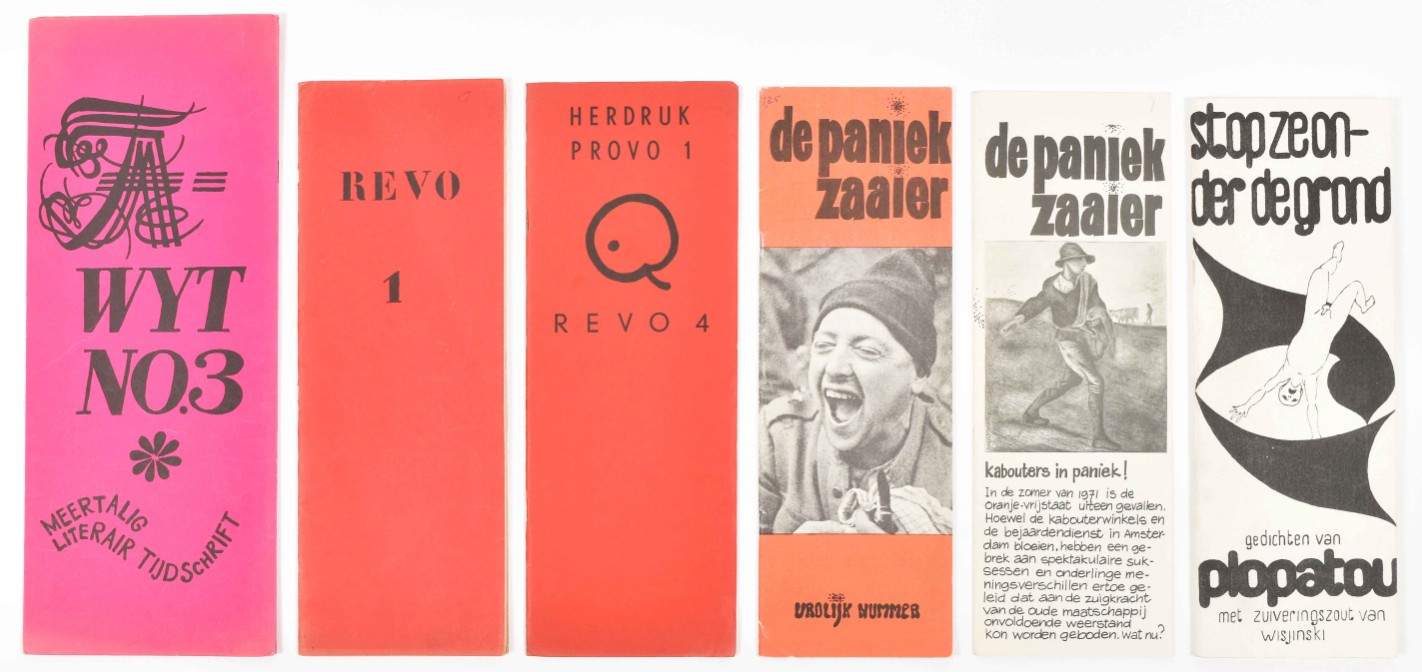 WYT
NO.3
MEERTALIG
LITERAIR TIJDSCHRIFT
REVO
1
HERDRUK
PROVO 1
REVO 4
125
de paniek
zaaier
VROLIJK NUMMER
de paniek
zaaier
kabouters in paniek!
In de zomer van 1971 is de
oranje-vrijstaat uiteen gevallen.
Hoewel de kabouterwinkels en
de bejaardendienst in Amster-
dam bloeien, hebben een ge-
brek aan spektakulaire suk-
sessen en onderlinge me-
ningsverschillen ertoe ge-
leid dat aan de zuigkracht
van de oude maatschappij
onvoldoende weerstand
kon worden geboden. wat nu?
stop ze on-
der de grond
gedichten van
plopatou
met zuiveringszout van
wisjinski